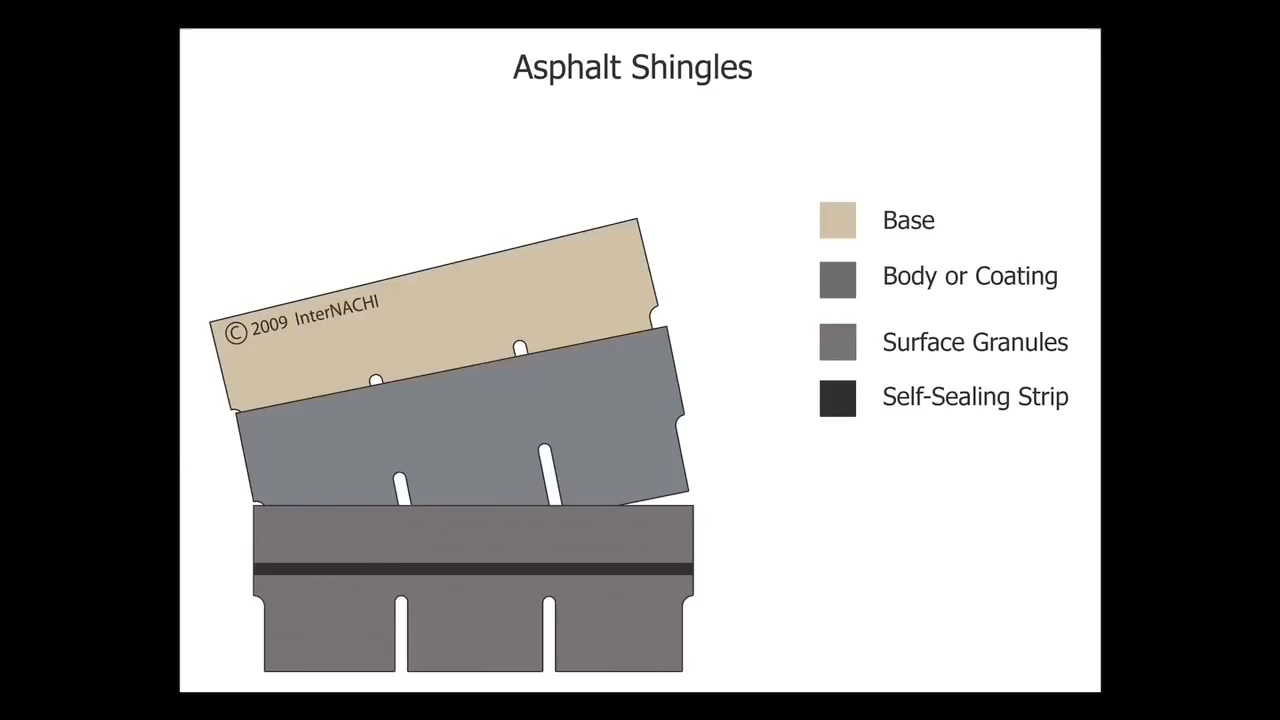 Asphalt Shingles
Base
Body or Coating
Surface Granules
Self-Sealing Strip
© 2009 InterNACHI